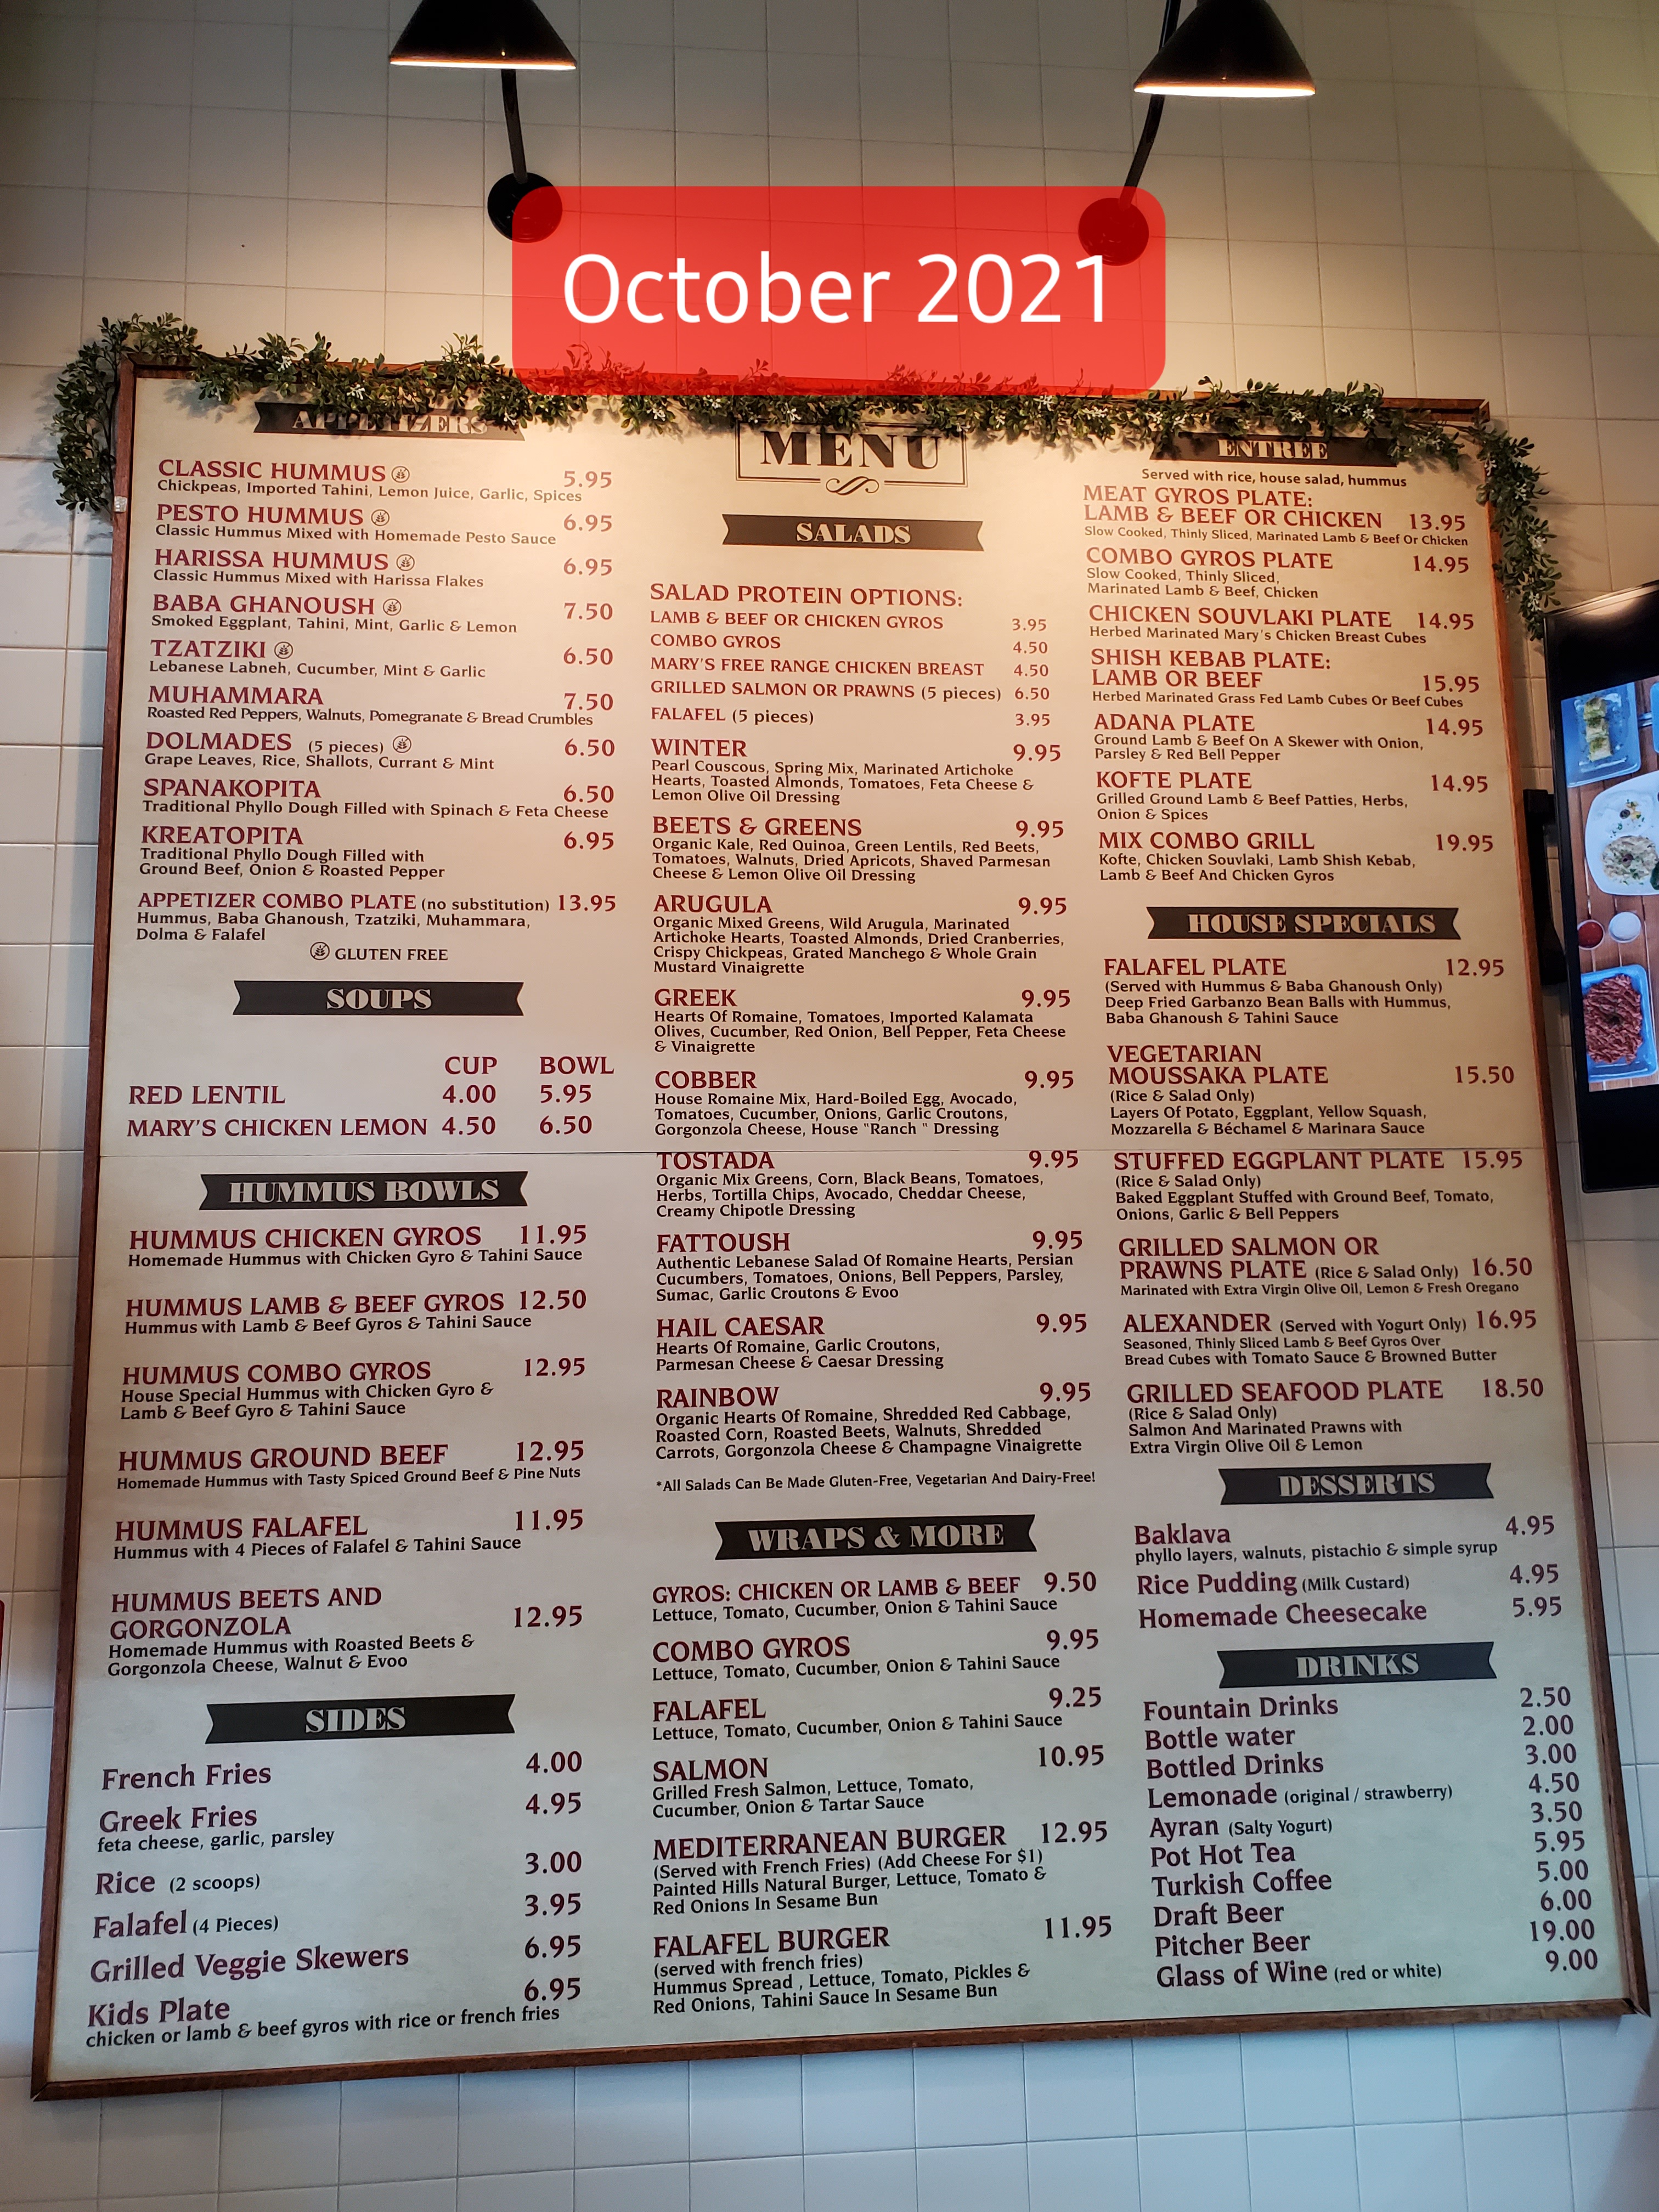 October 2021
APPETIZERS
CLASSIC HUMMUS 5.95
Chickpeas, Imported Tahini, Lemon Juice, Garlic, Spices
PESTO HUMMUS 6.95
Classic Hummus Mixed with Homemade Pesto Sauce
HARISSA HUMMUS 6.95
Classic Hummus Mixed with Harissa Flakes
BABA GHANOUSH 7.50
Smoked Eggplant, Tahini, Mint, Garlic & Lemon
TZATZIKI 6.50
Lebanese Labneh, Cucumber, Mint & Garlic
MUHAMMARA 7.50
Roasted Red Peppers, Walnuts, Pomegranate & Bread Crumbles
DOLMADES (5 pieces) 6.50
Grape Leaves, Rice, Shallots, Currant & Mint
SPANAKOPITA 6.50
Traditional Phyllo Dough Filled with Spinach & Feta Cheese
KREATOPITA 6.95
Traditional Phyllo Dough Filled with
Ground Beef, Onion & Roasted Pepper
APPETIZER COMBO PLATE (no substitution) 13.95
Hummus, Baba Ghanoush, Tzatziki, Muhammara,
Dolma & Falafel
GLUTEN FREE
SOUPS
CUP BOWL
RED LENTIL 4.00 5.95
MARY'S CHICKEN LEMON 4.50 6.50
HUMMUS BOWLS
HUMMUS CHICKEN GYROS 11.95
Homemade Hummus with Chicken Gyro & Tahini Sauce
HUMMUS LAMB & BEEF GYROS 12.50
Hummus with Lamb & Beef Gyros & Tahini Sauce
HUMMUS COMBO GYROS 12.95
House Special Hummus with Chicken Gyro &
Lamb & Beef Gyro & Tahini Sauce
HUMMUS GROUND BEEF 12.95
Homemade Hummus with Tasty Spiced Ground Beef & Pine Nuts
HUMMUS FALAFEL 11.95
Hummus with 4 Pieces of Falafel & Tahini Sauce
HUMMUS BEETS AND
GORGONZOLA 12.95
Homemade Hummus with Roasted Beets &
Gorgonzola Cheese, Walnut & Evoo
SIDES
French Fries 4.00
Greek Fries 4.95
feta cheese, garlic, parsley
Rice (2 scoops) 3.00
Falafel (4 Pieces) 3.95
Grilled Veggie Skewers 6.95
Kids Plate 6.95
chicken or lamb & beef gyros with rice or french fries
MENU
SALADS
SALAD PROTEIN OPTIONS:
LAMB & BEEF OR CHICKEN GYROS 3.95
COMBO GYROS 4.50
MARY'S FREE RANGE CHICKEN BREAST 4.50
GRILLED SALMON OR PRAWNS (5 pieces) 6.50
FALAFEL (5 pieces) 3.95
WINTER 9.95
Pearl Couscous, Spring Mix, Marinated Artichoke
Hearts, Toasted Almonds, Tomatoes, Feta Cheese &
Lemon Olive Oil Dressing
BEETS & GREENS 9.95
Organic Kale, Red Quinoa, Green Lentils, Red Beets,
Tomatoes, Walnuts, Dried Apricots, Shaved Parmesan
Cheese & Lemon Olive Oil Dressing
ARUGULA 9.95
Organic Mixed Greens, Wild Arugula, Marinated
Artichoke Hearts, Toasted Almonds, Dried Cranberries,
Crispy Chickpeas, Grated Manchego & Whole Grain
Mustard Vinaigrette
GREEK 9.95
Hearts Of Romaine, Tomatoes, Imported Kalamata
Olives, Cucumber, Red Onion, Bell Pepper, Feta Cheese
& Vinaigrette
COBBER 9.95
House Romaine Mix, Hard-Boiled Egg, Avocado,
Tomatoes, Cucumber, Onions, Garlic Croutons,
Gorgonzola Cheese, House "Ranch " Dressing
TOSTADA 9.95
Organic Mix Greens, Corn, Black Beans, Tomatoes,
Herbs, Tortilla Chips, Avocado, Cheddar Cheese,
Creamy Chipotle Dressing
FATTOUSH 9.95
Authentic Lebanese Salad Of Romaine Hearts, Persian
Cucumbers, Tomatoes, Onions, Bell Peppers, Parsley,
Sumac, Garlic Croutons & Evoo
HAIL CAESAR 9.95
Hearts Of Romaine, Garlic Croutons,
Parmesan Cheese & Caesar Dressing
RAINBOW 9.95
Organic Hearts Of Romaine, Shredded Red Cabbage,
Roasted Corn, Roasted Beets, Walnuts, Shredded
Carrots, Gorgonzola Cheese & Champagne Vinaigrette
*All Salads Can Be Made Gluten-Free, Vegetarian And Dairy-Free!
WRAPS & MORE
GYROS: CHICKEN OR LAMB & BEEF 9.50
Lettuce, Tomato, Cucumber, Onion & Tahini Sauce
COMBO GYROS 9.95
Lettuce, Tomato, Cucumber, Onion & Tahini Sauce
FALAFEL 9.25
Lettuce, Tomato, Cucumber, Onion & Tahini Sauce
SALMON 10.95
Grilled Fresh Salmon, Lettuce, Tomato,
Cucumber, Onion & Tartar Sauce
MEDITERRANEAN BURGER 12.95
(Served with French Fries) (Add Cheese For $1)
Painted Hills Natural Burger, Lettuce, Tomato &
Red Onions In Sesame Bun
FALAFEL BURGER 11.95
(served with french fries)
Hummus Spread , Lettuce, Tomato, Pickles &
Red Onions, Tahini Sauce In Sesame Bun
ENTREE
Served with rice, house salad, hummus
MEAT GYROS PLATE:
LAMB & BEEF OR CHICKEN 13.95
Slow Cooked, Thinly Sliced, Marinated Lamb & Beef Or Chicken
COMBO GYROS PLATE 14.95
Slow Cooked, Thinly Sliced,
Marinated Lamb & Beef, Chicken
CHICKEN SOUVLAKI PLATE 14.95
Herbed Marinated Mary's Chicken Breast Cubes
SHISH KEBAB PLATE:
LAMB OR BEEF 15.95
Herbed Marinated Grass Fed Lamb Cubes Or Beef Cubes
ADANA PLATE 14.95
Ground Lamb & Beef On A Skewer with Onion,
Parsley & Red Bell Pepper
KOFTE PLATE 14.95
Grilled Ground Lamb & Beef Patties, Herbs,
Onion & Spices
MIX COMBO GRILL 19.95
Kofte, Chicken Souvlaki, Lamb Shish Kebab,
Lamb & Beef And Chicken Gyros
HOUSE SPECIALS
FALAFEL PLATE 12.95
(Served with Hummus & Baba Ghanoush Only)
Deep Fried Garbanzo Bean Balls with Hummus,
Baba Ghanoush & Tahini Sauce
VEGETARIAN
MOUSSAKA PLATE 15.50
(Rice & Salad Only)
Layers Of Potato, Eggplant, Yellow Squash,
Mozzarella & Béchamel & Marinara Sauce
STUFFED EGGPLANT PLATE 15.95
(Rice & Salad Only)
Baked Eggplant Stuffed with Ground Beef, Tomato,
Onions, Garlic & Bell Peppers
GRILLED SALMON OR
PRAWNS PLATE (Rice & Salad Only) 16.50
Marinated with Extra Virgin Olive Oil, Lemon & Fresh Oregano
ALEXANDER (Served with Yogurt Only) 16.95
Seasoned, Thinly Sliced Lamb & Beef Gyros Over
Bread Cubes with Tomato Sauce & Browned Butter
GRILLED SEAFOOD PLATE 18.50
(Rice & Salad Only)
Salmon And Marinated Prawns with
Extra Virgin Olive Oil & Lemon
DESSERTS
Baklava 4.95
phyllo layers, walnuts, pistachio & simple syrup
Rice Pudding (Milk Custard) 4.95
Homemade Cheesecake 5.95
DRINKS
Fountain Drinks 2.50
Bottle water 2.00
Bottled Drinks 3.00
Lemonade (original / strawberry) 4.50
Ayran (Salty Yogurt) 3.50
Pot Hot Tea 5.95
Turkish Coffee 5.00
Draft Beer 6.00
Pitcher Beer 19.00
Glass of Wine (red or white) 9.00